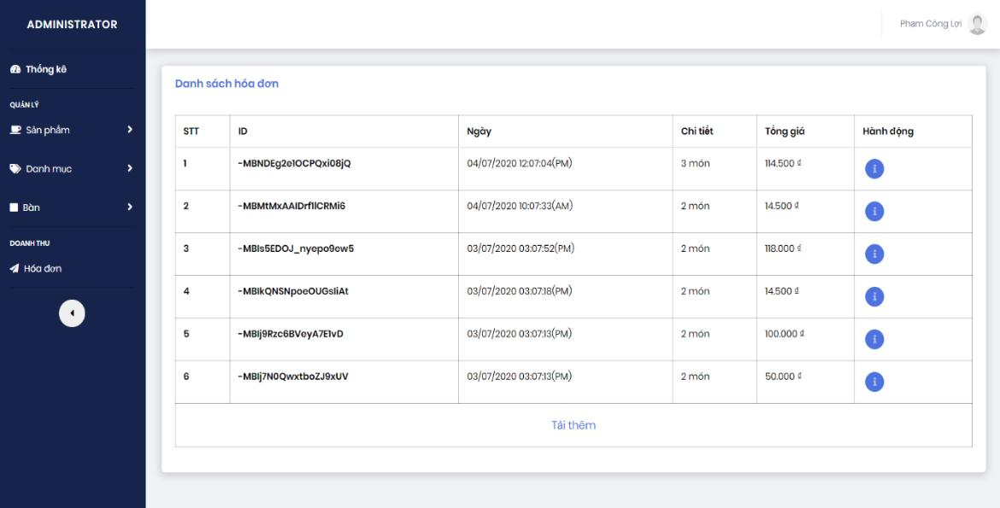 ADMINISTRATOR
Phạm Công Lợi
Thống kê
QUẢN LÝ
Sản phẩm
Danh mục
Bàn
DOANH THU
Hóa đơn
Danh sách hóa đơn
STT ID Ngày Chi tiết Tổng giá Hành động
1 -MBNDEg2e1OCPQxi08jQ 04/07/2020 12:07:04(PM) 3 món 114.500 ₫
2 -MBMtMxAAIDrf1lCRMi6 04/07/2020 10:07:33(AM) 2 món 14.500 ₫
3 -MBIs5EDOJ_nyepo9ew5 03/07/2020 03:07:52(PM) 2 món 118.000 ₫
4 -MBIkQNSNpoeOUGsliAt 03/07/2020 03:07:18(PM) 2 món 14.500 ₫
5 -MBIj9Rzc6BVeyA7E1vD 03/07/2020 03:07:13(PM) 2 món 100.000 ₫
6 -MBIj7N0QwxtboZJ9xUV 03/07/2020 03:07:13(PM) 2 món 50.000 ₫
Tải thêm